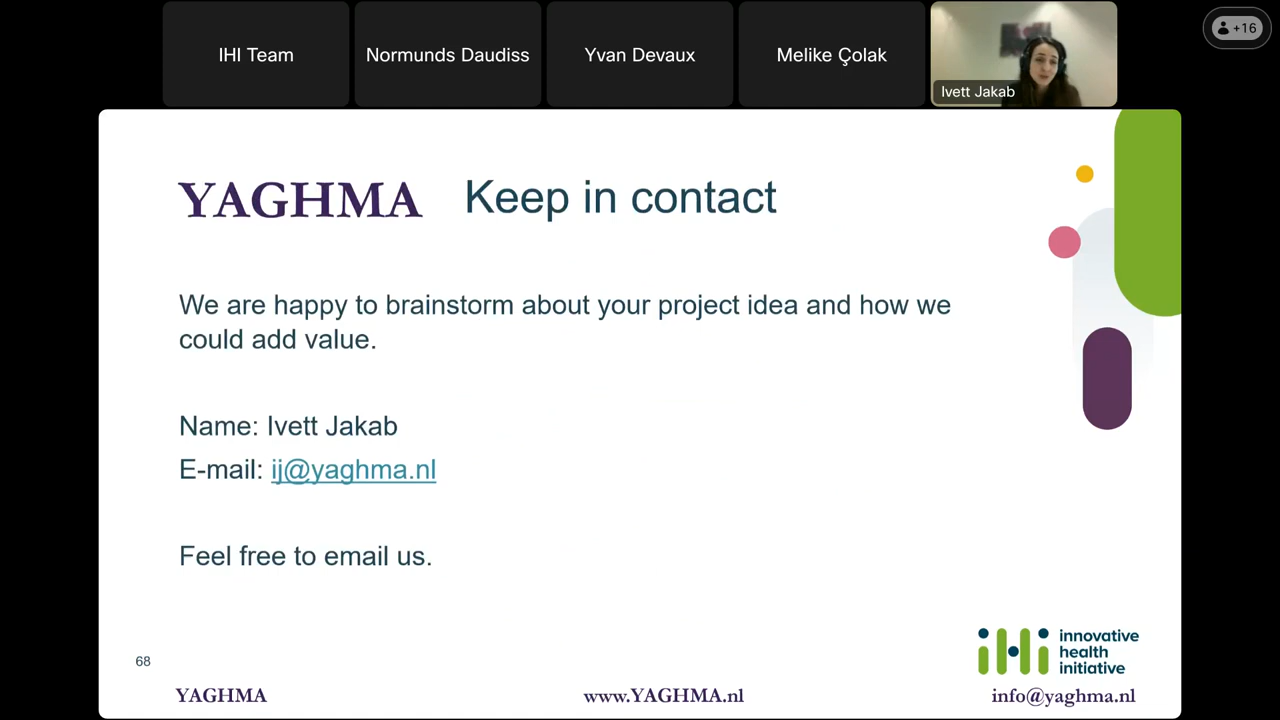 IHI Team
Normunds Daudiss
Yvan Devaux
Melike Çolak
Ivett Jakab
+16
YAGHMA Keep in contact
We are happy to brainstorm about your project idea and how we
could add value.
Name: Ivett Jakab
E-mail: ij@yaghma.nl
Feel free to email us.
68
iHi innovative
health
initiative
YAGHMA
www.YAGHMA.nl
info@yaghma.nl